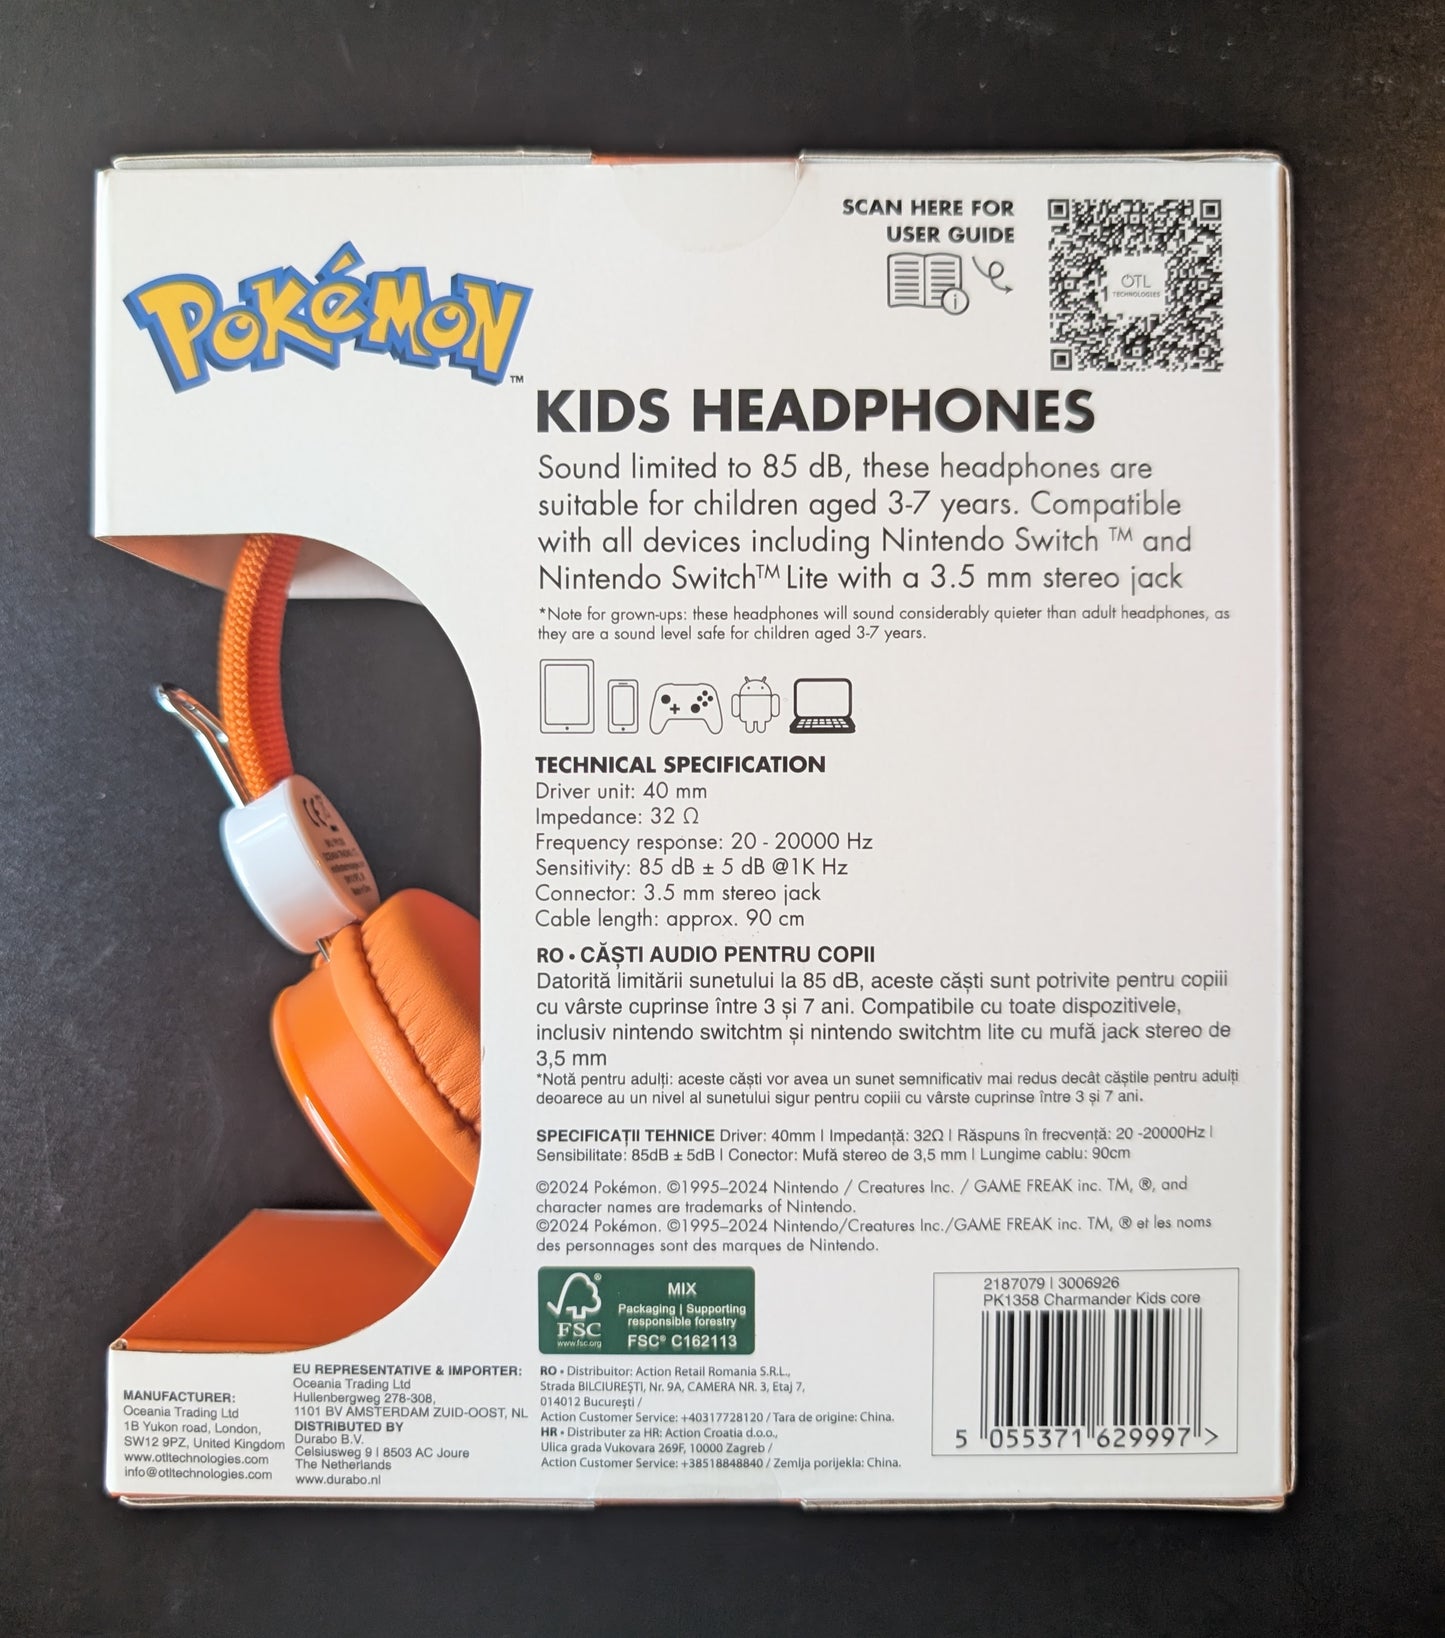 POKÉMON
TM
SCAN HERE FOR
USER GUIDE
i
OTL
TECHNOLOGIES
KIDS HEADPHONES
Sound limited to 85 dB, these headphones are
suitable for children aged 3-7 years. Compatible
with all devices including Nintendo Switch ™ and
Nintendo Switch™ Lite with a 3.5 mm stereo jack
*Note for grown-ups: these headphones will sound considerably quieter than adult headphones, as
they are a sound level safe for children aged 3-7 years.
TECHNICAL SPECIFICATION
Driver unit: 40 mm
Impedance: 32 Ω
Frequency response: 20 - 20000 Hz
Sensitivity: 85 dB ± 5 dB @1K Hz
Connector: 3.5 mm stereo jack
Cable length: approx. 90 cm
RO • CĂȘTI AUDIO PENTRU COPII
Datorită limitării sunetului la 85 dB, aceste căști sunt potrivite pentru copiii
cu vârste cuprinse între 3 și 7 ani. Compatibile cu toate dispozitivele,
inclusiv nintendo switchtm și nintendo switchtm lite cu mufă jack stereo de
3,5 mm
*Notă pentru adulți: aceste căști vor avea un sunet semnificativ mai redus decât căștile pentru adulți
deoarece au un nivel al sunetului sigur pentru copiii cu vârste cuprinse între 3 și 7 ani.
SPECIFICAȚII TEHNICE Driver: 40mm | Impedanță: 32Ω | Răspuns în frecvență: 20 -20000Hz |
Sensibilitate: 85dB ± 5dB | Conector: Mufă stereo de 3,5 mm | Lungime cablu: 90cm
©2024 Pokémon. ©1995–2024 Nintendo / Creatures Inc. / GAME FREAK inc. TM, ®, and
character names are trademarks of Nintendo.
©2024 Pokémon. ©1995–2024 Nintendo/Creatures Inc./GAME FREAK inc. TM, ® et les noms
des personnages sont des marques de Nintendo.
FSC
www.fsc.org
MIX
Packaging | Supporting
responsible forestry
FSC® C162113
2187079 | 3006926
PK1358 Charmander Kids core
5 055371 629997 >
MANUFACTURER:
Oceania Trading Ltd
1B Yukon road, London,
SW12 9PZ, United Kingdom
www.otltechnologies.com
info@otltechnologies.com
EU REPRESENTATIVE & IMPORTER:
Oceania Trading Ltd
Hullenbergweg 278-308,
1101 BV AMSTERDAM ZUID-OOST, NL
DISTRIBUTED BY
Durabo B.V.
Celsiusweg 9 | 8503 AC Joure
The Netherlands
www.durabo.nl
RO • Distribuitor: Action Retail Romania S.R.L.,
Strada BILCIUREȘTI, Nr. 9A, CAMERA NR. 3, Etaj 7,
014012 București /
Action Customer Service: +40317728120 / Tara de origine: China.
HR • Distributer za HR: Action Croatia d.o.o.,
Ulica grada Vukovara 269F, 10000 Zagreb /
Action Customer Service: +38518848840 / Zemlja porijekla: China.